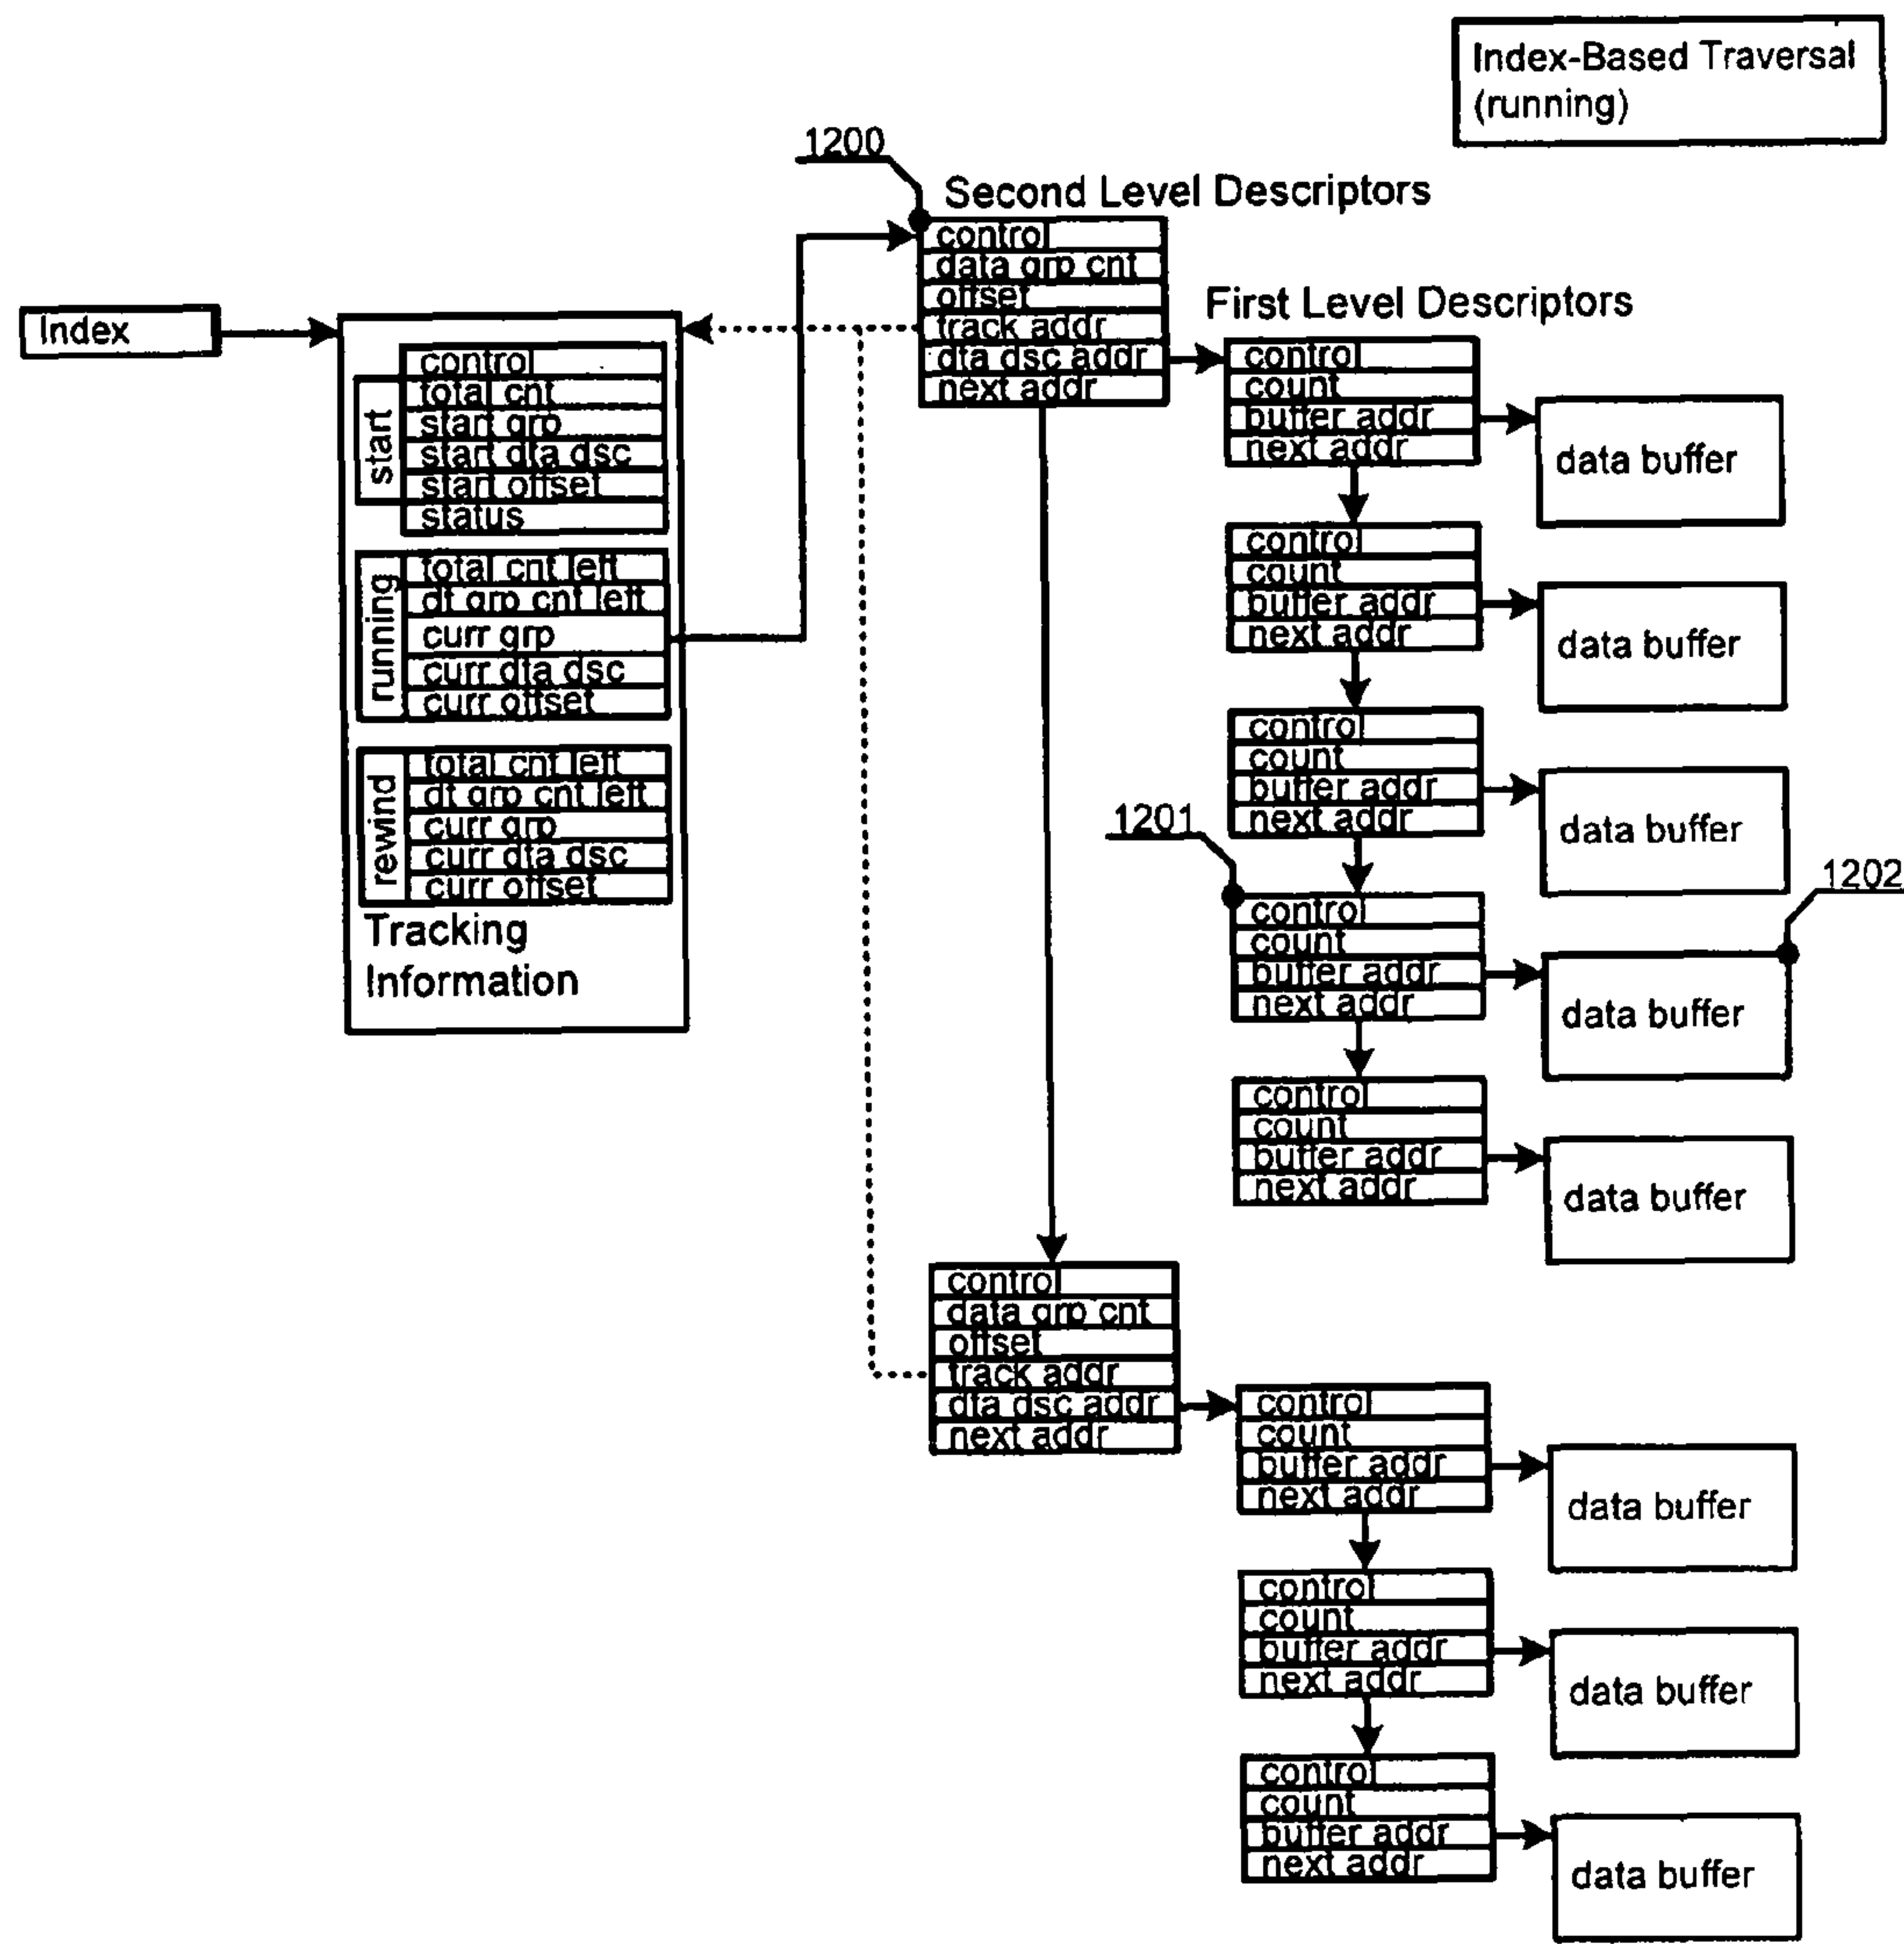 Index-Based Traversal
(running)
1200
Second Level Descriptors
control
data grp cnt
offset
track addr
dta dsc addr
next addr
First Level Descriptors
Index
control
start
total cnt
start grp
start dta dsc
start offset
status
running
total cnt left
dt grp cnt left
curr grp
curr dta dsc
curr offset
rewind
total cnt left
dt grp cnt left
curr grp
curr dta dsc
curr offset
Tracking
Information
control
count
buffer addr
next addr
data buffer
control
count
buffer addr
next addr
data buffer
control
count
buffer addr
next addr
data buffer
1201
1202
control
count
buffer addr
next addr
data buffer
control
count
buffer addr
next addr
data buffer
control
data grp cnt
offset
track addr
dta dsc addr
next addr
control
count
buffer addr
next addr
data buffer
control
count
buffer addr
next addr
data buffer
control
count
buffer addr
next addr
data buffer